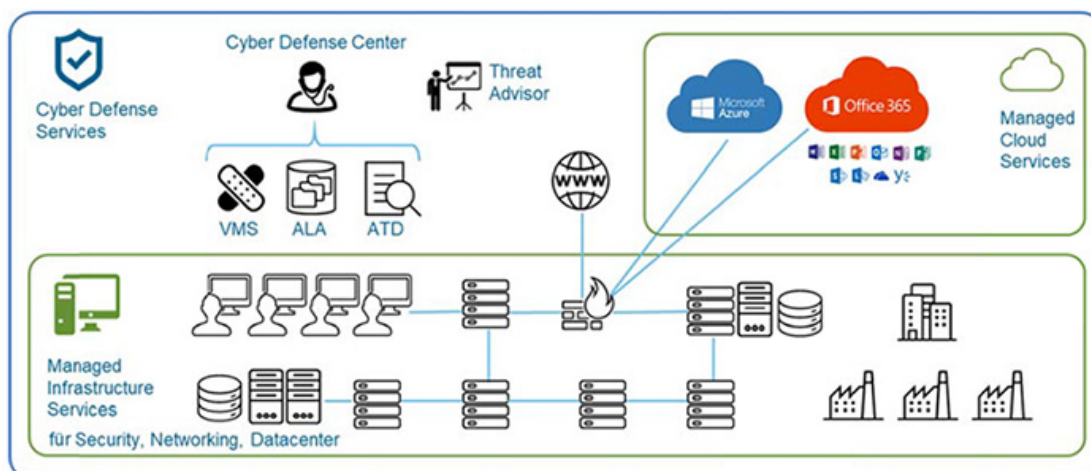 Cyber Defense
Services
Cyber Defense Center
Threat
Advisor
VMS
ALA
ATD
WWW
Microsoft
Azure
Office 365
Managed
Cloud
Services
Managed
Infrastructure
Services
für Security, Networking, Datacenter